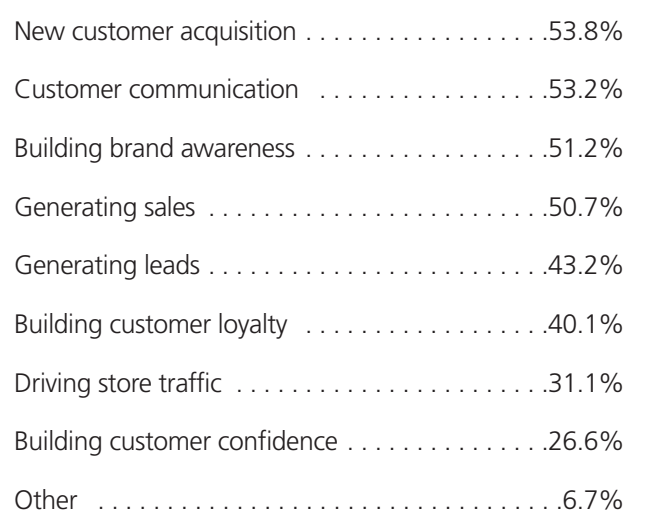 New customer acquisition . . . . . . . . . . . . . . . . . .53.8%
Customer communication . . . . . . . . . . . . . . . . .53.2%
Building brand awareness . . . . . . . . . . . . . . . . . .51.2%
Generating sales . . . . . . . . . . . . . . . . . . . . . . . . .50.7%
Generating leads . . . . . . . . . . . . . . . . . . . . . . . . .43.2%
Building customer loyalty . . . . . . . . . . . . . . . . . .40.1%
Driving store traffic . . . . . . . . . . . . . . . . . . . . . . .31.1%
Building customer confidence . . . . . . . . . . . . . . .26.6%
Other . . . . . . . . . . . . . . . . . . . . . . . . . . . . . . . . . .6.7%